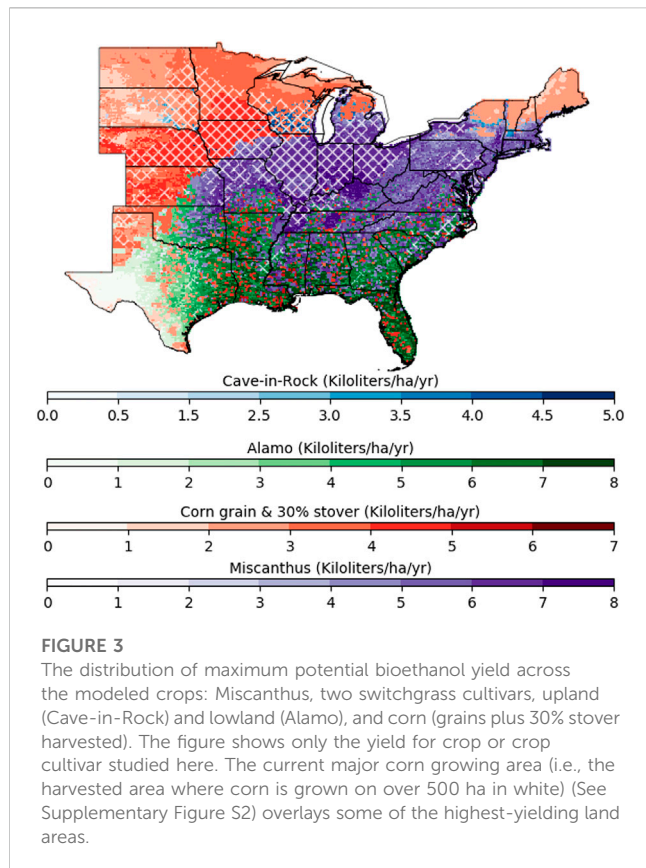 Cave-in-Rock (Kiloliters/ha/yr)
0.0 0.5 1.5 2.5 3.0 3.5 4.0 4.5 5.0
Alamo (Kiloliters/ha/yr)
0 1 2 3 4 5 6 7 8
Corn grain & 30% stover (Kiloliters/ha/yr)
0 1 2 3 4 5 6 7
Miscanthus (Kiloliters/ha/yr)
0 1 2 3 4 5 6 7 8
FIGURE 3
The distribution of maximum potential bioethanol yield across
the modeled crops: Miscanthus, two switchgrass cultivars, upland
(Cave-in-Rock) and lowland (Alamo), and corn (grains plus 30% stover
harvested). The figure shows only the yield for crop or crop
cultivar studied here. The current major corn growing area (i.e., the
harvested area where corn is grown on over 500 ha in white) (See
Supplementary Figure S2) overlays some of the highest-yielding land
areas.